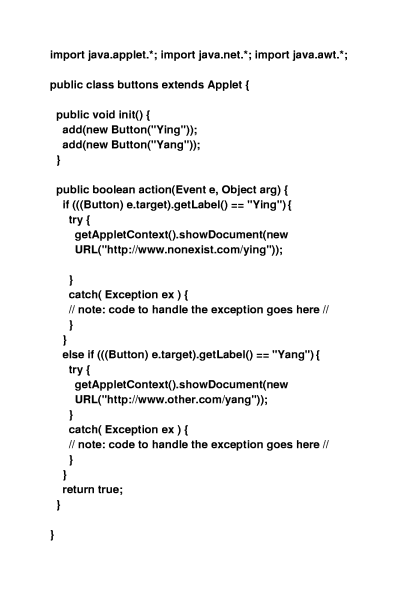 import java.applet.*; import java.net.*; import java.awt.*;
public class buttons extends Applet {
public void init() {
add(new Button("Ying"));
add(new Button("Yang"));
}
public boolean action(Event e, Object arg) {
if (((Button) e.target).getLabel() == "Ying") {
try {
getAppletContext().showDocument(new
URL("http://www.nonexist.com/ying"));
}
catch( Exception ex ) {
// note: code to handle the exception goes here //
}
}
else if (((Button) e.target).getLabel() == "Yang") {
try {
getAppletContext().showDocument(new
URL("http://www.other.com/yang"));
}
catch( Exception ex ) {
// note: code to handle the exception goes here //
}
}
return true;
}
}